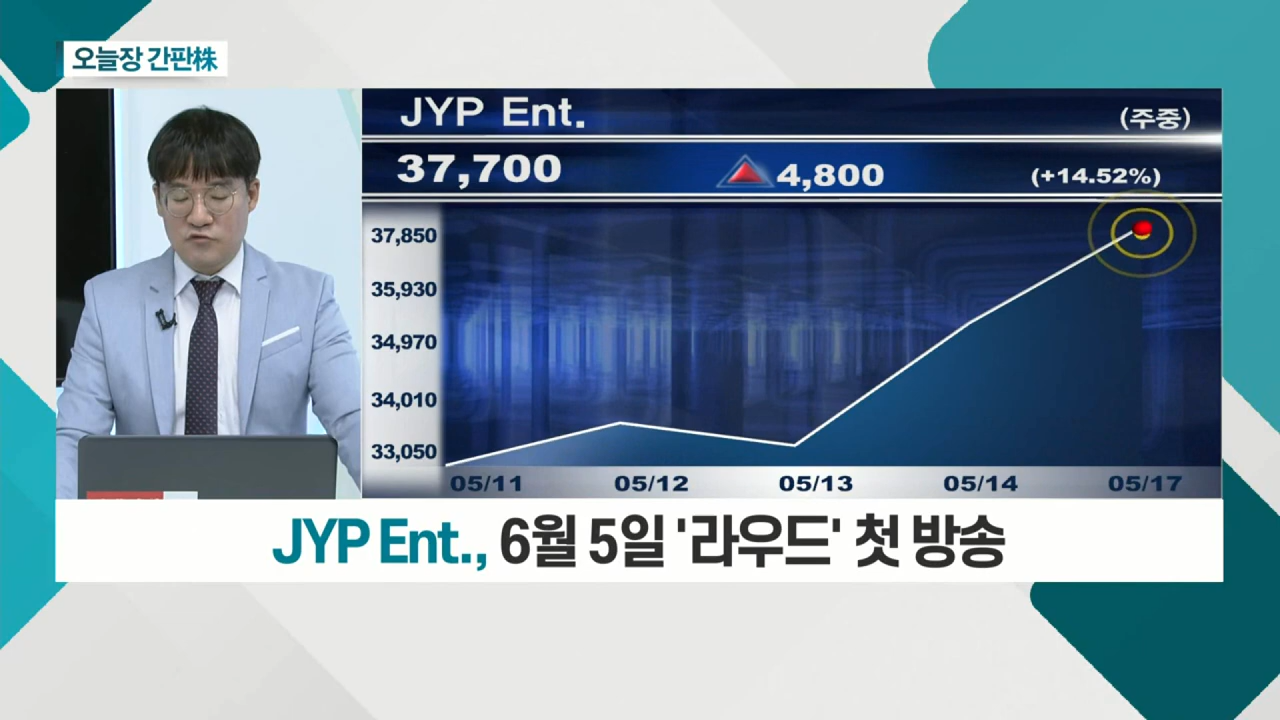 오늘장 간판株
JYP Ent.
(주중)
37,700 4,800 (+14.52%)
37,850
35,930
34,970
34,010
33,050
05/11 05/12 05/13 05/14 05/17
JYP Ent., 6월 5일 '라우드' 첫 방송